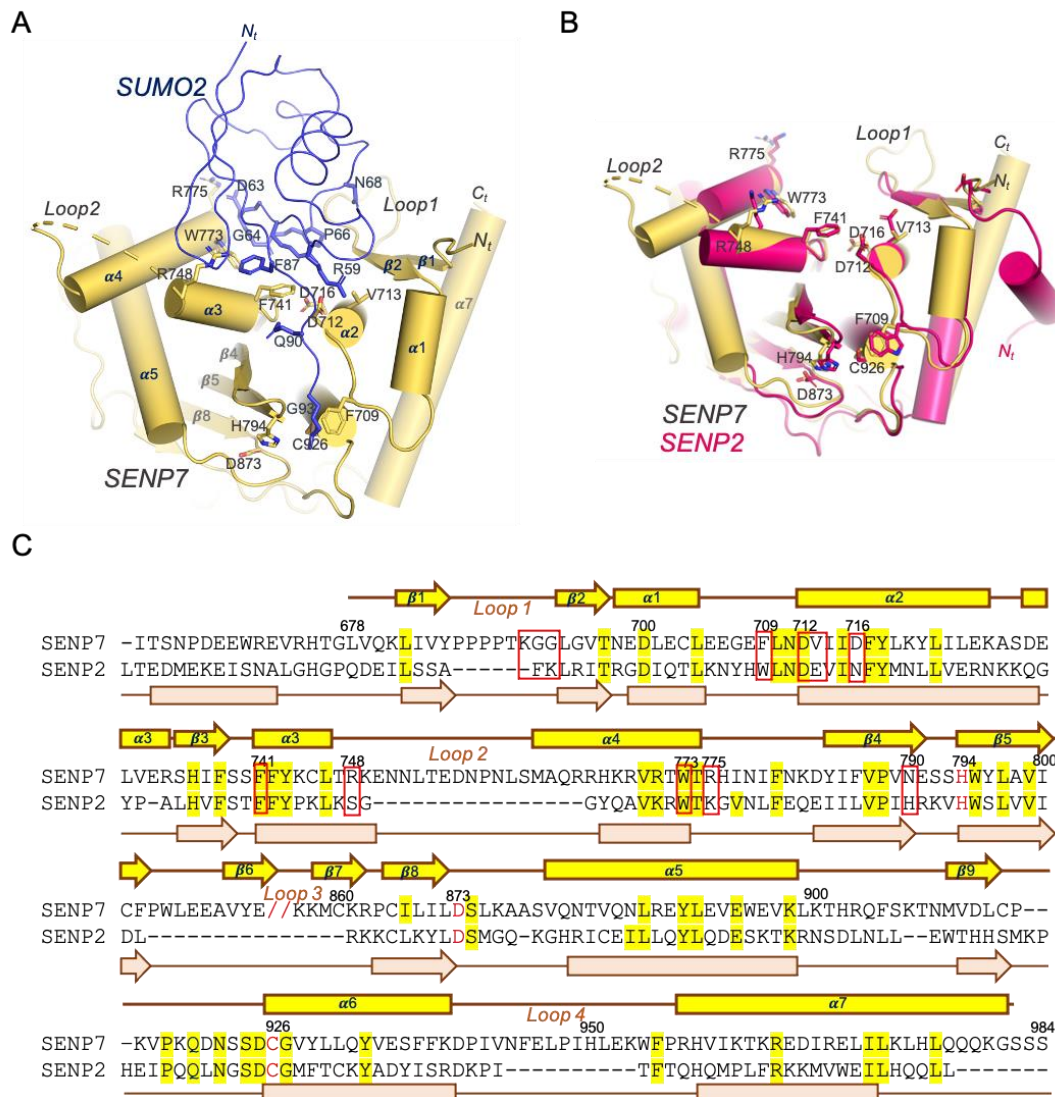 A
Nt
SUMO2
R775
D63
N68
Loop1
Ct
Loop2
W773
G64
P66
Nt
R748
F87
R59
β2
β1
α4
F741
D716
V713
α7
α3
D712
α2
Q90
α1
β4
α5
β5
G93
F709
β8
H794
C926
D873
SENP7
B
R775
Loop1
Ct
Loop2
Nt
W773
F741
D716
V713
R748
D712
F709
H794
C926
Nt
D873
SENP7
SENP2
C
β1 Loop 1 β2 α1 α2
678 700 709 712 716
SENP7 -ITSNPDEEWREVRHTGLVQKLIVYPPPPTKGGLGVTNEDLECLEEGEFLNDVIIDFYLKYLILEKASDE
SENP2 LTEDMEKEISNALGHGPQDEILSSA-----FKLRITRGDIQTLKNYHWLNDEVINFYMNLLVERNKKQG
α3 β3 α3 Loop 2 α4 β4 β5
741 748 773 775 790 794 800
SENP7 LVERSHIFSSFFYKCLTRKENNLTEDNPNLSMAQRRHKRVRTWTRHINIFNKDYIFVPVNESSHWYLAVI
SENP2 YP-ALHVFSTFFYPKLKSG-----------------GYQAVKRWTKGVNLFEQEIILVPIHRKVHWSLVVI
β6 Loop 3 β7 β8 α5 β9
860 873 900
SENP7 CFPWLEEAVYE//KKMCKRPCILILDSLKAASVQNTVQNLREYLEVEWEVKLKTHRQFSKTNMVDLCP--
SENP2 DL---------------RKKCLKYLDSMGQ-KGHRICEILLQYLQDESKTKRNSDLNLL--EWTHHSMKP
α6 Loop 4 α7
926 950 984
SENP7 -KVPKQDNSSDCGVYLLQYVESFFKDPIVNFELPIHLEKWFPRHVIKTKREDIRELILKLHLQQQKGSSS
SENP2 HEIPQQLNGSDCGMFTCKYADYISRDKPI----------TFTQHQMPLFRKKMVWEILHQQLL------